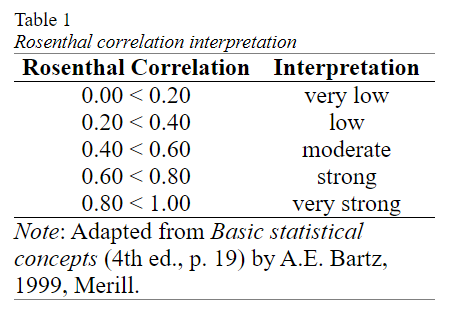 Table 1
Rosenthal correlation interpretation
Rosenthal Correlation Interpretation
0.00 < 0.20 very low
0.20 < 0.40 low
0.40 < 0.60 moderate
0.60 < 0.80 strong
0.80 < 1.00 very strong
Note: Adapted from Basic statistical
concepts (4th ed., p. 19) by A.E. Bartz,
1999, Merill.